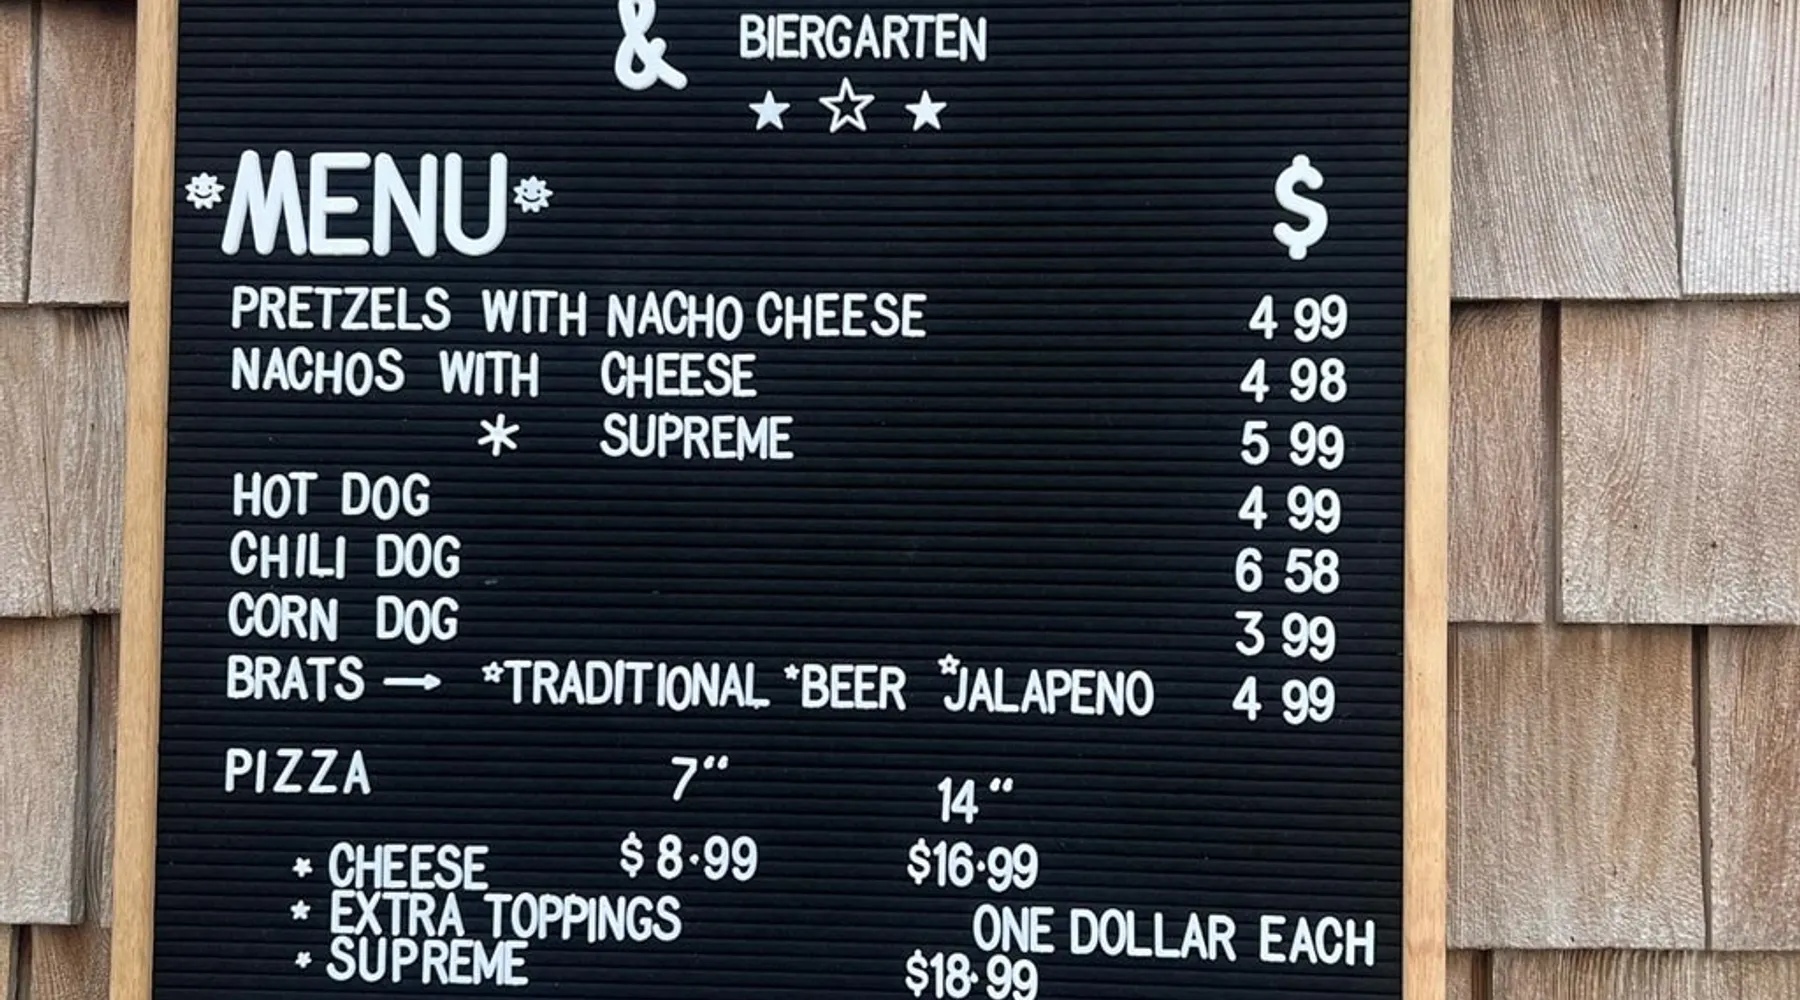 & BIERGARTEN
*MENU* $
PRETZELS WITH NACHO CHEESE 4 99
NACHOS WITH CHEESE 4 98
* SUPREME 5 99
HOT DOG 4 99
CHILI DOG 6 58
CORN DOG 3 99
BRATS → *TRADITIONAL *BEER *JALAPENO 4 99
PIZZA 7“ 14“
* CHEESE $8.99 $16.99
* EXTRA TOPPINGS ONE DOLLAR EACH
* SUPREME $18.99